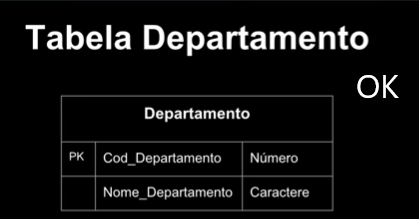 Tabela Departamento
OK
Departamento
PK Cod_Departamento Número
Nome_Departamento Caractere